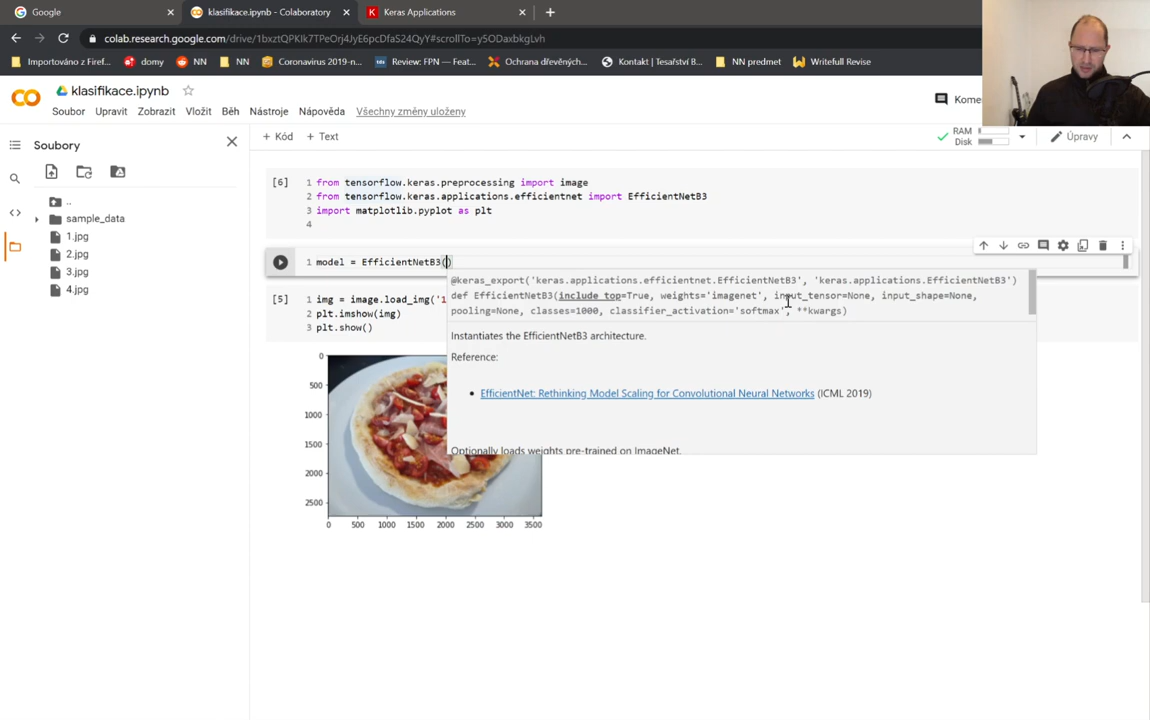 Google
klasifikace.ipynb - Colaboratory
Keras Applications
colab.research.google.com/drive/1bxztQPKIk7TPeOrj4JyE6pcDfaS24QyY#scrollTo=y5ODaxbkgLvh
Importováno z Firef...
domy
NN
NN
Coronavirus 2019-n...
Review: FPN — Feat...
Ochrana dřevěných...
Kontakt | Tesařství B...
NN predmet
Writefull Revise
klasifikace.ipynb
Soubor Upravit Zobrazit Vložit Běh Nástroje Nápověda Všechny změny uloženy
Kome
Soubory
+ Kód + Text
RAM
Disk
Úpravy
..
sample_data
1.jpg
2.jpg
3.jpg
4.jpg
[6] 1 from tensorflow.keras.preprocessing import image
2 from tensorflow.keras.applications.efficientnet import EfficientNetB3
3 import matplotlib.pyplot as plt
4
1 model = EfficientNetB3()
@keras_export('keras.applications.efficientnet.EfficientNetB3', 'keras.applications.EfficientNetB3')
def EfficientNetB3(include_top=True, weights='imagenet', input_tensor=None, input_shape=None,
pooling=None, classes=1000, classifier_activation='softmax', **kwargs)
Instantiates the EfficientNetB3 architecture.
Reference:
• EfficientNet: Rethinking Model Scaling for Convolutional Neural Networks (ICML 2019)
Optionally loads weights pre-trained on ImageNet.
[5] 1 img = image.load_img('1
2 plt.imshow(img)
3 plt.show()
0
500
1000
1500
2000
2500
0 500 1000 1500 2000 2500 3000 3500